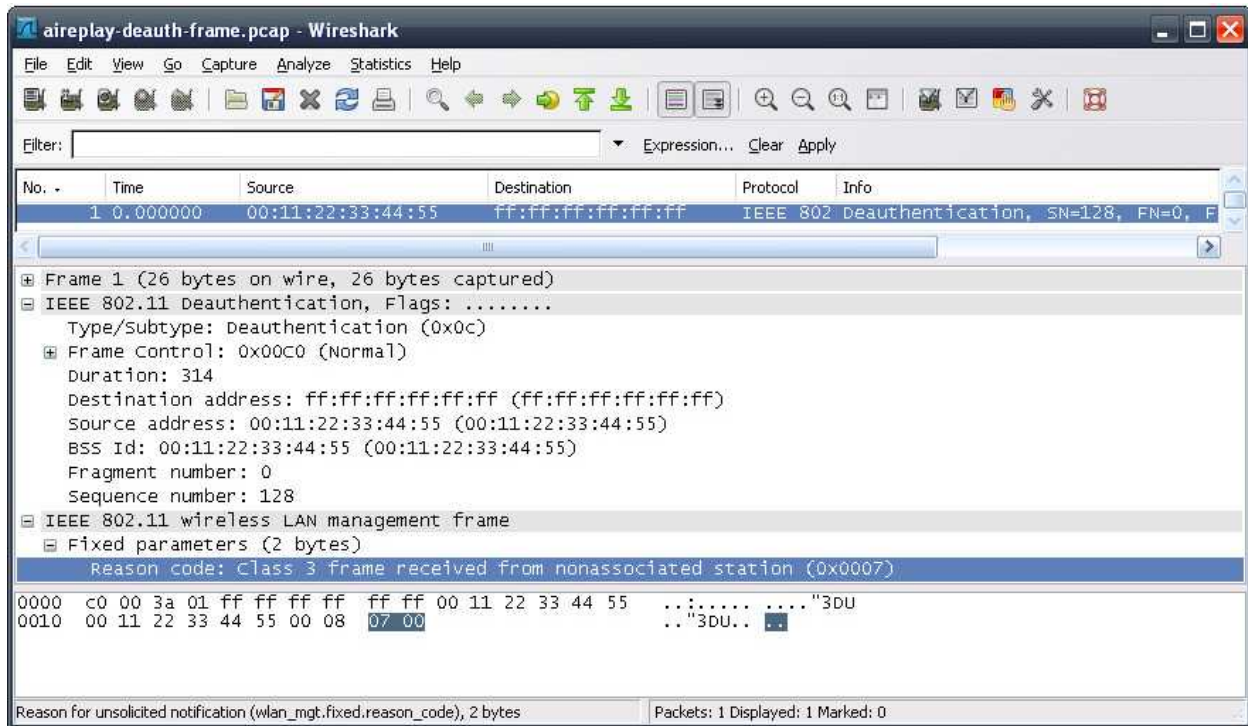 aireplay-deauth-frame.pcap - Wireshark
File Edit View Go Capture Analyze Statistics Help
Filter: Expression... Clear Apply
No. Time Source Destination Protocol Info
1 0.000000 00:11:22:33:44:55 ff:ff:ff:ff:ff:ff IEEE 802 Deauthentication, SN=128, FN=0, F
Frame 1 (26 bytes on wire, 26 bytes captured)
IEEE 802.11 Deauthentication, Flags: ........
Type/Subtype: Deauthentication (0x0c)
Frame Control: 0x00C0 (Normal)
Duration: 314
Destination address: ff:ff:ff:ff:ff:ff (ff:ff:ff:ff:ff:ff)
Source address: 00:11:22:33:44:55 (00:11:22:33:44:55)
BSS Id: 00:11:22:33:44:55 (00:11:22:33:44:55)
Fragment number: 0
Sequence number: 128
IEEE 802.11 wireless LAN management frame
Fixed parameters (2 bytes)
Reason code: Class 3 frame received from nonassociated station (0x0007)
0000 c0 00 3a 01 ff ff ff ff ff ff 00 11 22 33 44 55 ..:..... ...."3DU
0010 00 11 22 33 44 55 00 08 07 00 .."3DU.. ..
Reason for unsolicited notification (wlan_mgt.fixed.reason_code), 2 bytes Packets: 1 Displayed: 1 Marked: 0